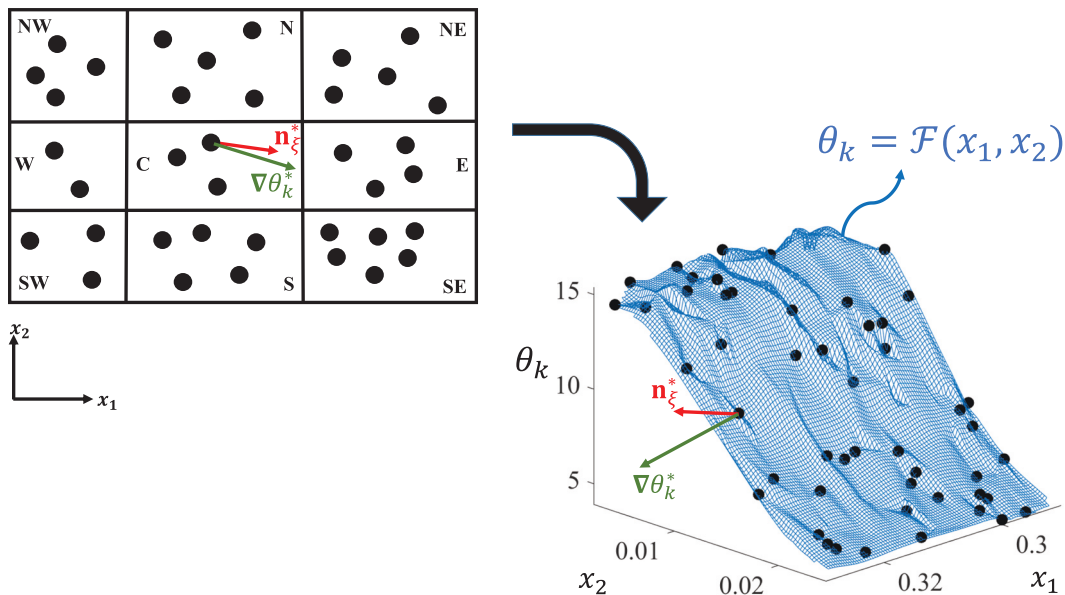 NW N NE
n*ξ
W C E
∇θ*k
SW S SE
x2
x1
θk = F(x1, x2)
15
θk
10
n*ξ
∇θ*k
5
0.01
0.3
x2
0.02
0.32
x1